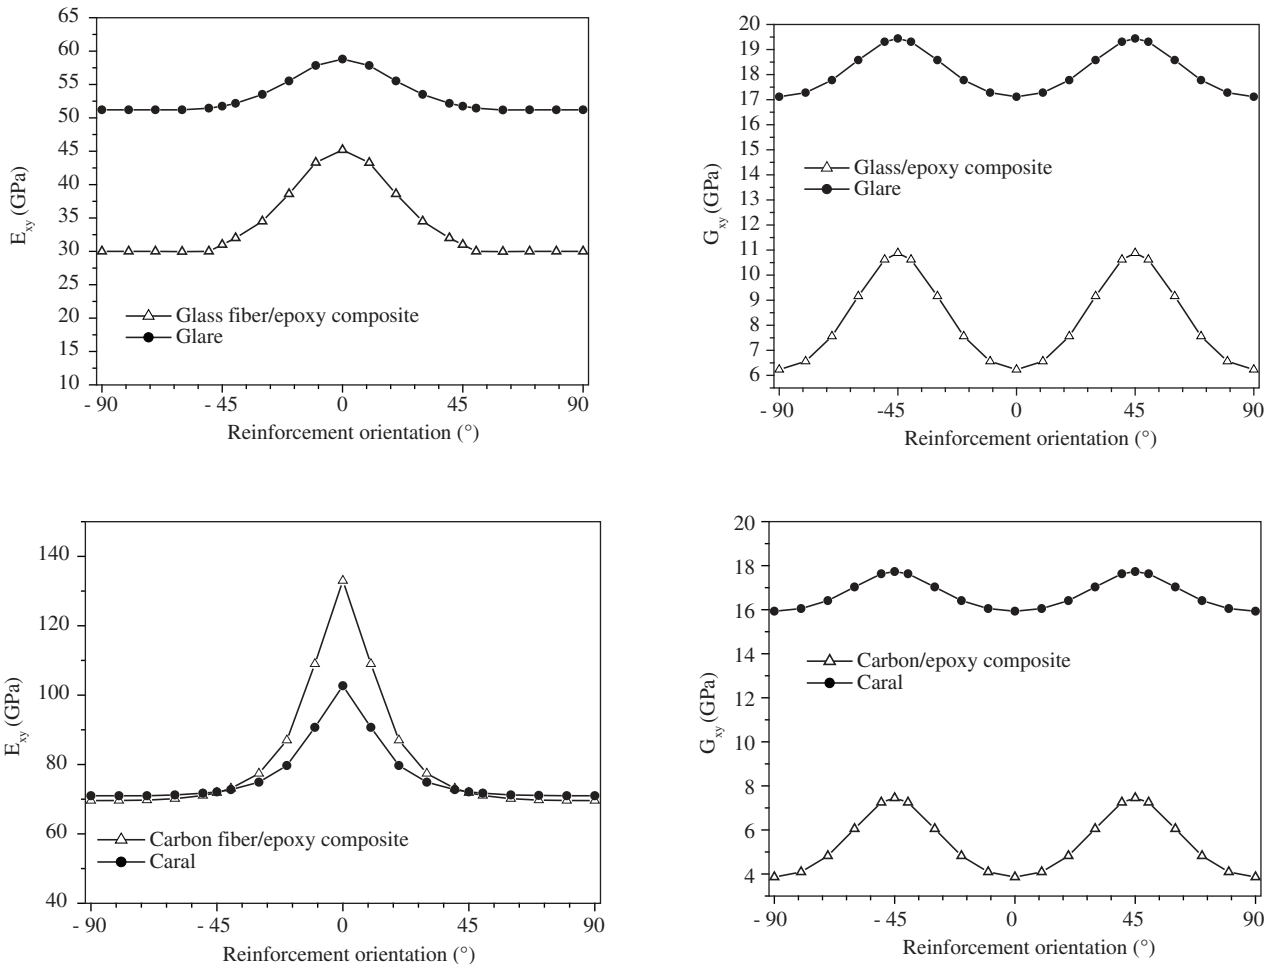 65
60
55
50
45
40
35
30
25
20
15
10
E_xy (GPa)
Glass fiber/epoxy composite
Glare
- 90 - 45 0 45 90
Reinforcement orientation (°)
20
19
18
17
16
15
14
13
12
11
10
9
8
7
6
G_xy (GPa)
Glass/epoxy composite
Glare
- 90 -45 0 45 90
Reinforcement orientation (°)
140
120
100
80
60
40
E_xy (GPa)
Carbon fiber/epoxy composite
Caral
- 90 - 45 0 45 90
Reinforcement orientation (°)
20
18
16
14
12
10
8
6
4
G_xy (GPa)
Carbon/epoxy composite
Caral
- 90 - 45 0 45 90
Reinforcement orientation (°)